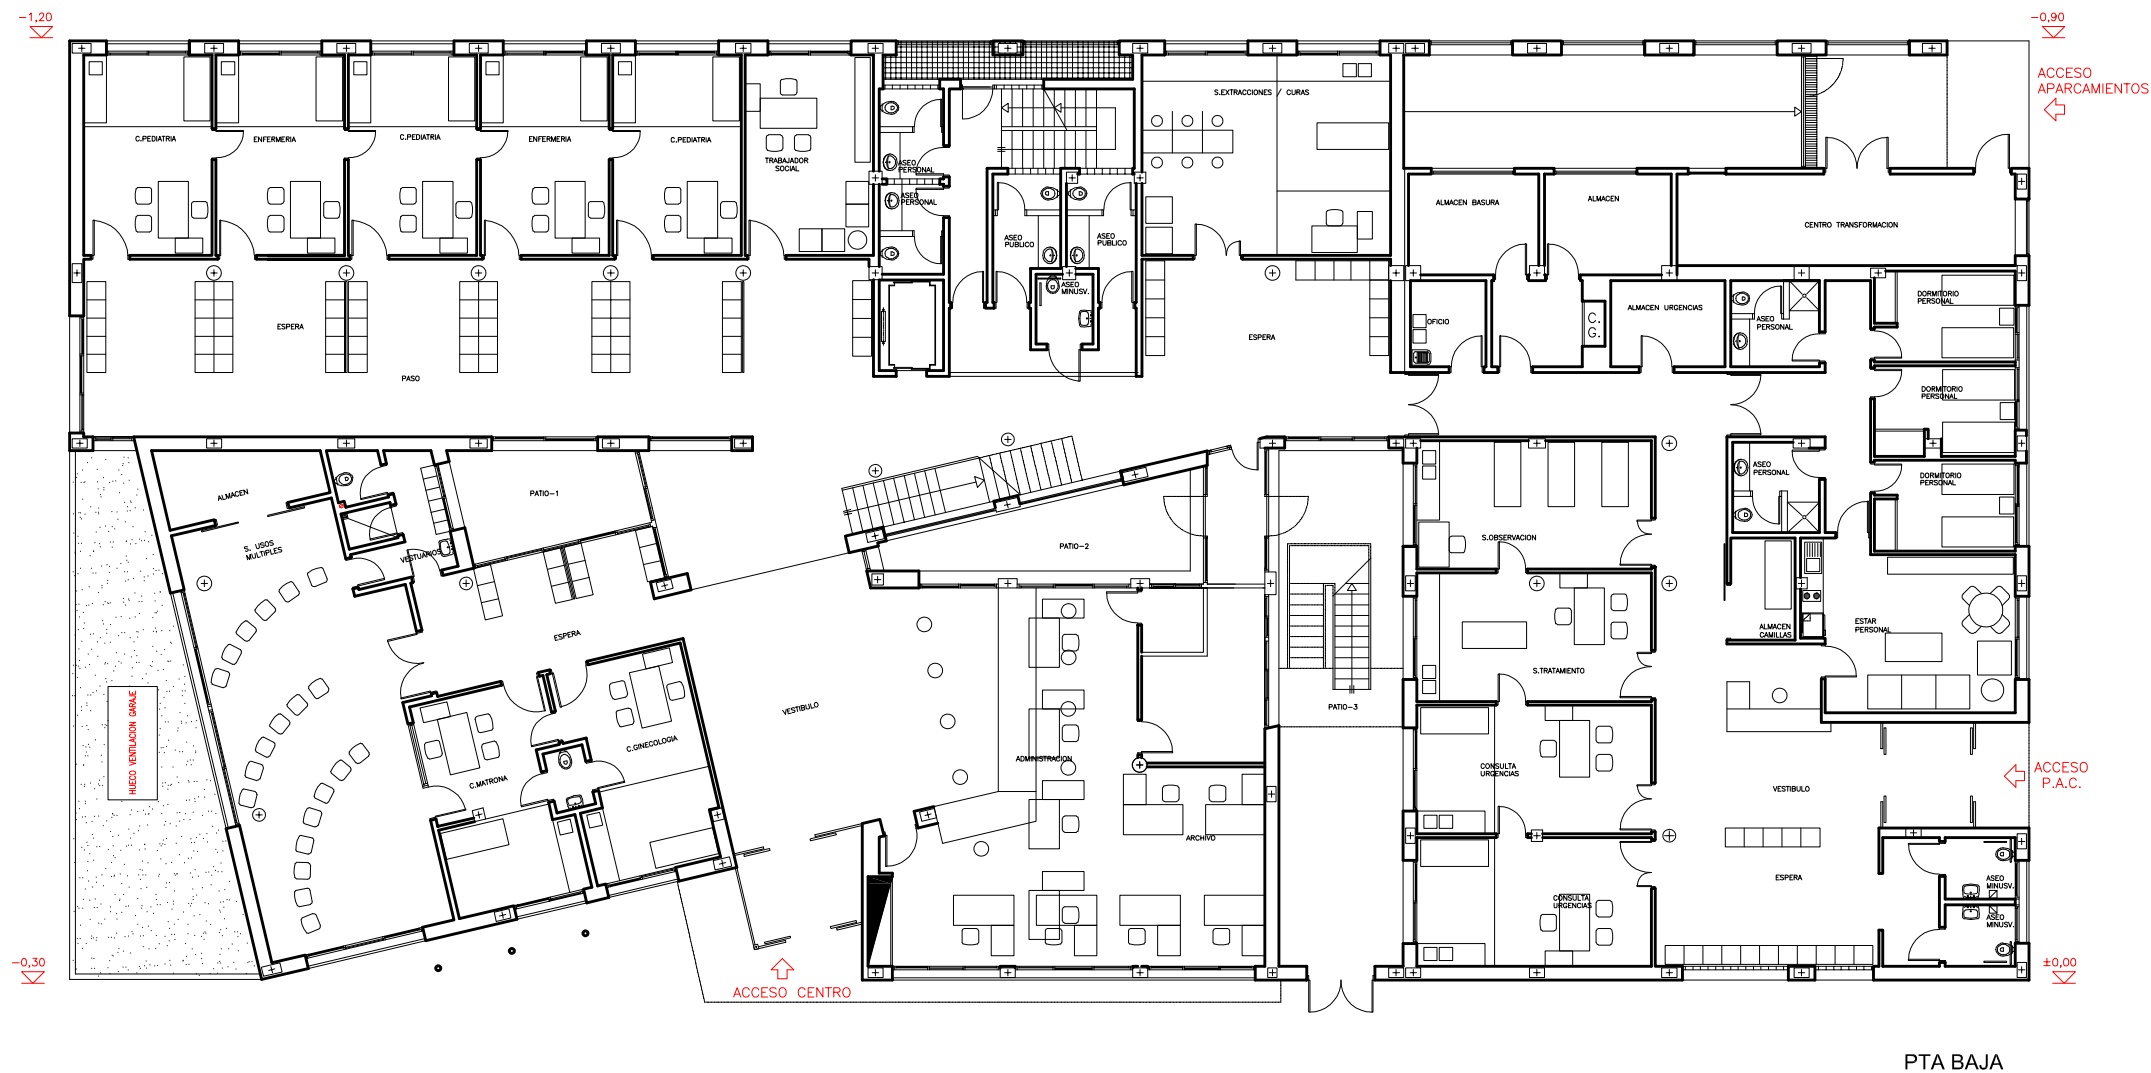 -1,20
-0,90
ACCESO
APARCAMIENTOS
C.PEDIATRIA
ENFERMERIA
C.PEDIATRIA
ENFERMERIA
C.PEDIATRIA
TRABAJADOR
SOCIAL
ASEO
PERSONAL
ASEO
PERSONAL
ASEO
PUBLICO
ASEO
PUBLICO
ASEO
MINUSV.
S.EXTRACCIONES / CURAS
ALMACEN BASURA
ALMACEN
CENTRO TRANSFORMACION
ESPERA
PASO
ESPERA
OFICIO
C.
G.
ALMACEN URGENCIAS
ASEO
PERSONAL
DORMITORIO
PERSONAL
DORMITORIO
PERSONAL
DORMITORIO
PERSONAL
ASEO
PERSONAL
ALMACEN
S. USOS
MULTIPLES
VESTUARIOS
PATIO-1
PATIO-2
S.OBSERVACION
ESPERA
S.TRATAMIENTO
ALMACEN
CAMILLAS
ESTAR
PERSONAL
HUECO VENTILACION GARAJE
VESTIBULO
PATIO-3
C.MATRONA
C.GINECOLOGIA
ADMINISTRACION
ARCHIVO
CONSULTA
URGENCIAS
VESTIBULO
ACCESO
P.A.C.
ESPERA
CONSULTA
URGENCIAS
ASEO
MINUSV.
ASEO
MINUSV.
-0,30
ACCESO CENTRO
±0,00
PTA BAJA